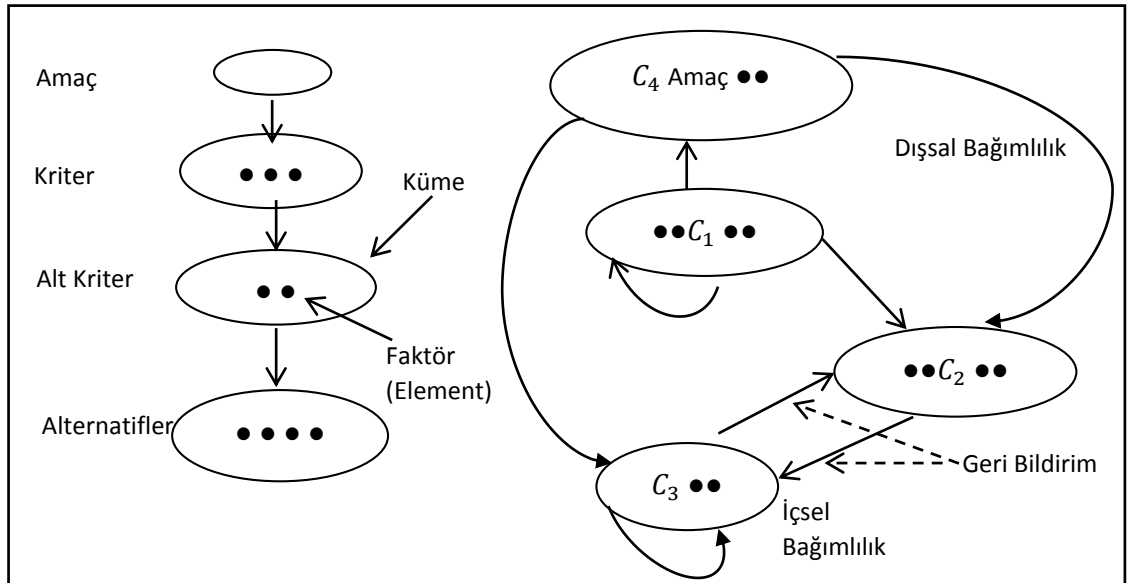 Amaç
Kriter
Küme
Alt Kriter
Faktör
(Element)
Alternatifler
C₄ Amaç ●●
Dışsal Bağımlılık
●●C₁ ●●
●●C₂ ●●
Geri Bildirim
C₃ ●●
İçsel
Bağımlılık